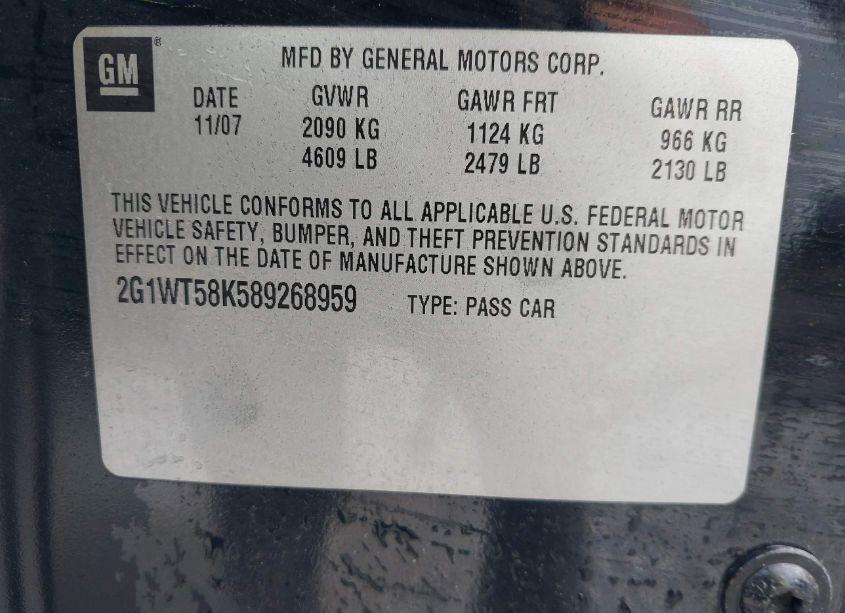 GM®
MFD BY GENERAL MOTORS CORP.
DATE GVWR GAWR FRT GAWR RR
11/07 2090 KG 1124 KG 966 KG
4609 LB 2479 LB 2130 LB
THIS VEHICLE CONFORMS TO ALL APPLICABLE U.S. FEDERAL MOTOR
VEHICLE SAFETY, BUMPER, AND THEFT PREVENTION STANDARDS IN
EFFECT ON THE DATE OF MANUFACTURE SHOWN ABOVE.
2G1WT58K589268959 TYPE: PASS CAR